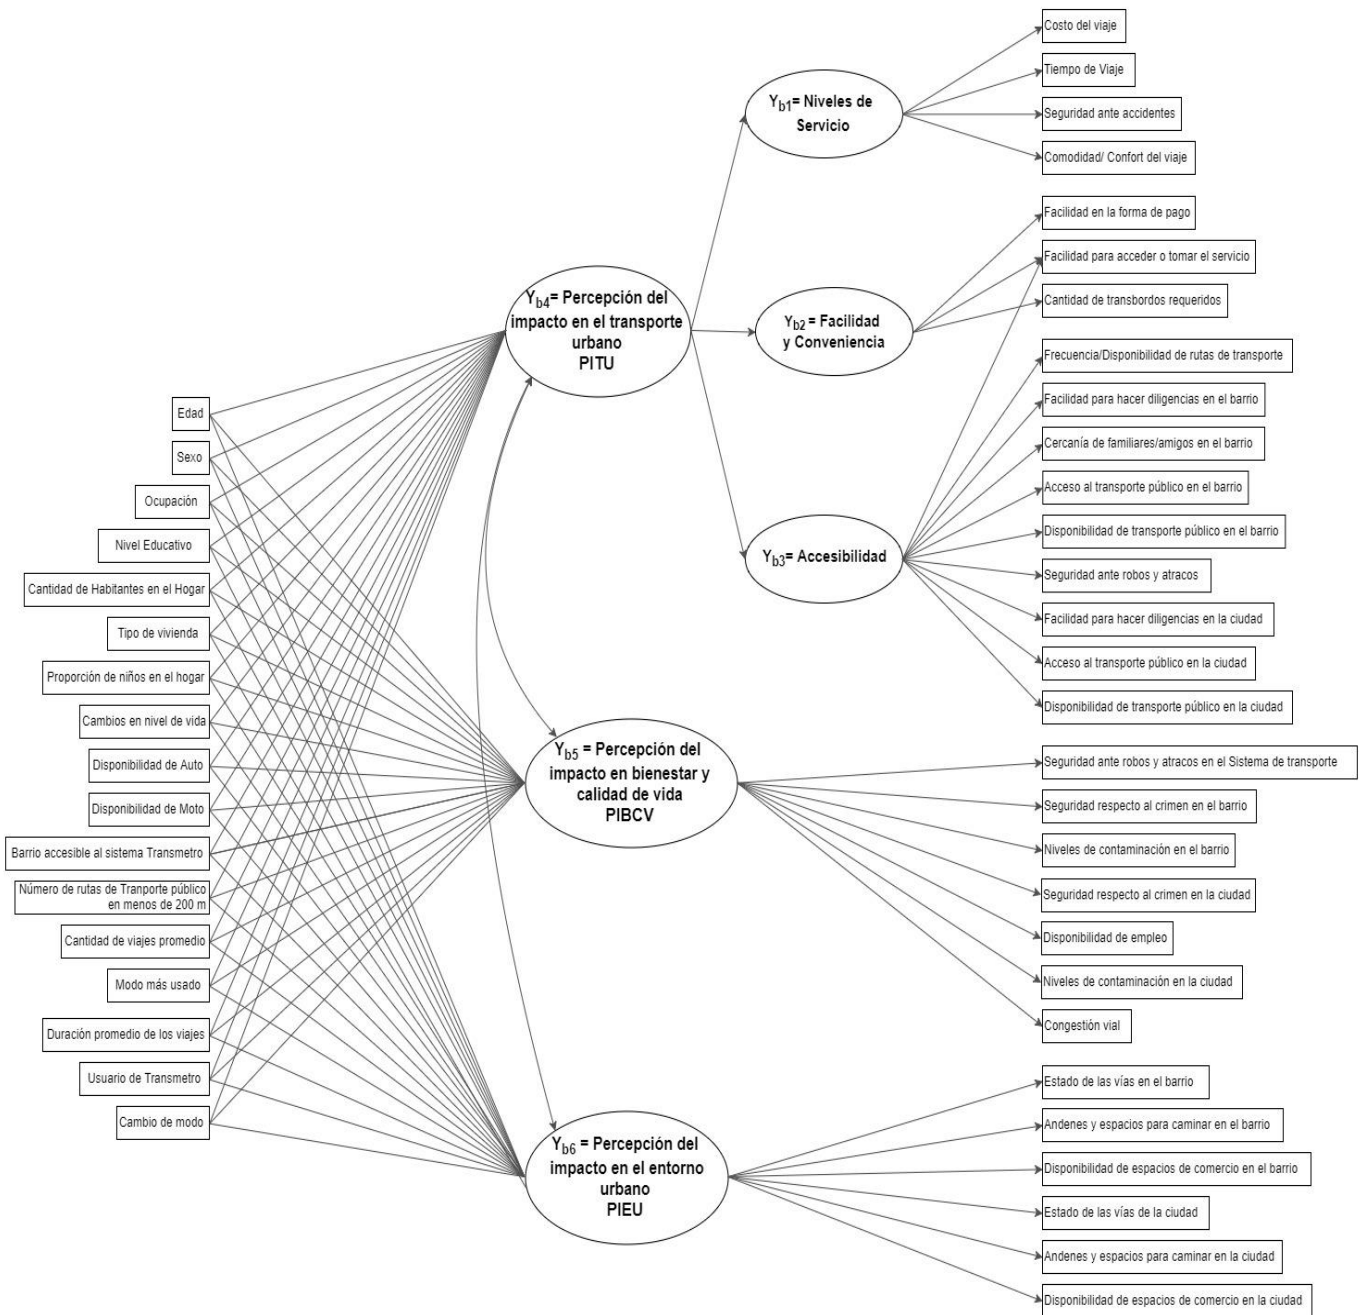 Edad
Sexo
Ocupación
Nivel Educativo
Cantidad de Habitantes en el Hogar
Tipo de vivienda
Proporción de niños en el hogar
Cambios en nivel de vida
Disponibilidad de Auto
Disponibilidad de Moto
Barrio accesible al sistema Transmetro
Número de rutas de Tranporte público
en menos de 200 m
Cantidad de viajes promedio
Modo más usado
Duración promedio de los viajes
Usuario de Transmetro
Cambio de modo
Yb4= Percepción del
impacto en el transporte
urbano
PITU
Yb5 = Percepción del
impacto en bienestar y
calidad de vida
PIBCV
Yb6 = Percepción del
impacto en el entorno
urbano
PIEU
Yb1= Niveles de
Servicio
Yb2 = Facilidad
y Conveniencia
Yb3= Accesibilidad
Costo del viaje
Tiempo de Viaje
Seguridad ante accidentes
Comodidad/ Confort del viaje
Facilidad en la forma de pago
Facilidad para acceder o tomar el servicio
Cantidad de transbordos requeridos
Frecuencia/Disponibilidad de rutas de transporte
Facilidad para hacer diligencias en el barrio
Cercanía de familiares/amigos en el barrio
Acceso al transporte público en el barrio
Disponibilidad de transporte público en el barrio
Seguridad ante robos y atracos
Facilidad para hacer diligencias en la ciudad
Acceso al transporte público en la ciudad
Disponibilidad de transporte público en la ciudad
Seguridad ante robos y atracos en el Sistema de transporte
Seguridad respecto al crimen en el barrio
Niveles de contaminación en el barrio
Seguridad respecto al crimen en la ciudad
Disponibilidad de empleo
Niveles de contaminación en la ciudad
Congestión vial
Estado de las vías en el barrio
Andenes y espacios para caminar en el barrio
Disponibilidad de espacios de comercio en el barrio
Estado de las vías de la ciudad
Andenes y espacios para caminar en la ciudad
Disponibilidad de espacios de comercio en la ciudad